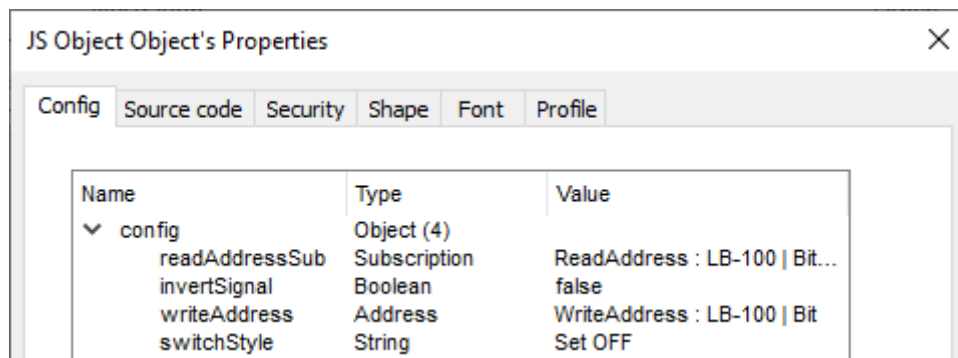 JS Object Object's Properties
Config Source code Security Shape Font Profile
Name Type Value
config Object (4)
readAddressSub Subscription ReadAddress : LB-100 | Bit...
invertSignal Boolean false
writeAddress Address WriteAddress : LB-100 | Bit
switchStyle String Set OFF